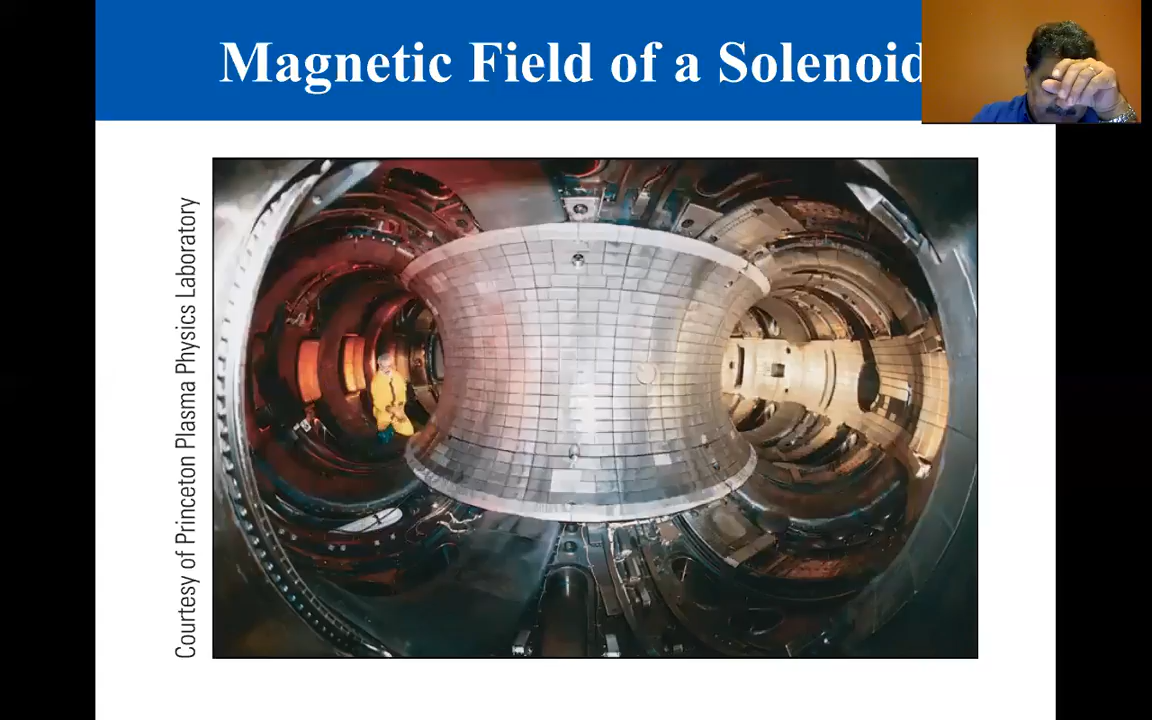 Magnetic Field of a Solenoid
Courtesy of Princeton Plasma Physics Laboratory